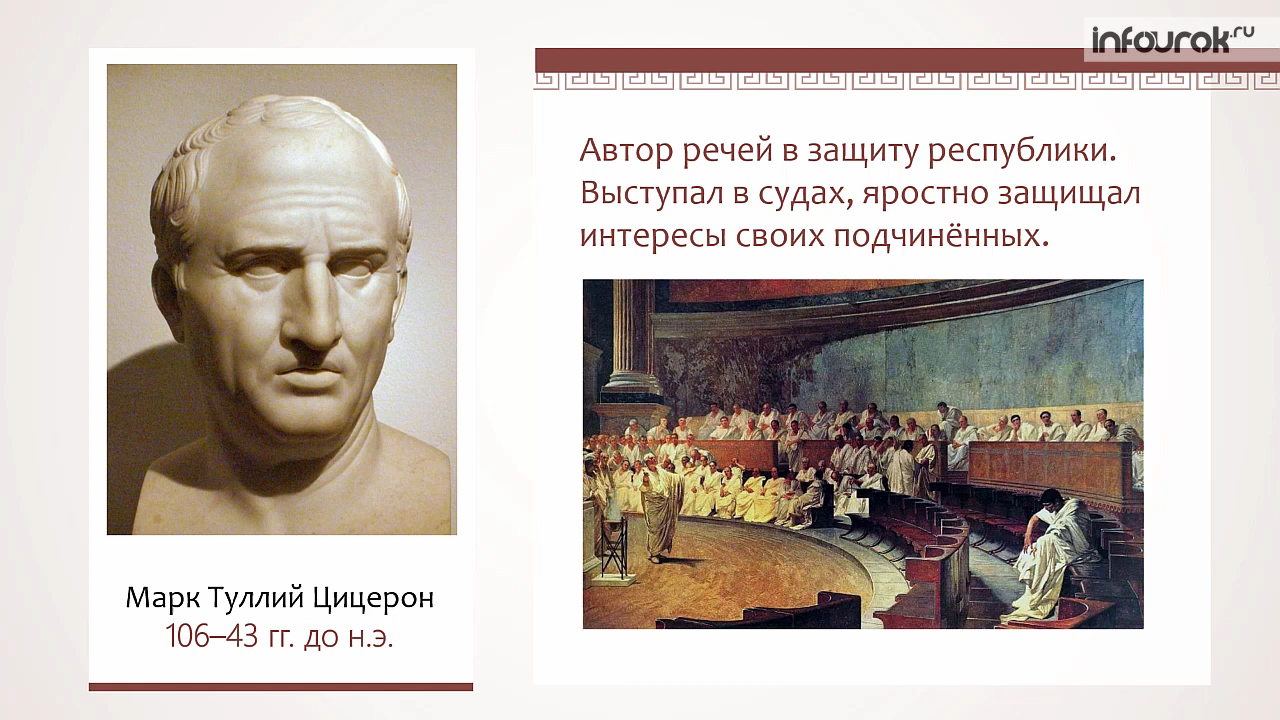 infourok.ru
Автор речей в защиту республики.
Выступал в судах, яростно защищал
интересы своих подчинённых.
Марк Туллий Цицерон
106–43 гг. до н.э.